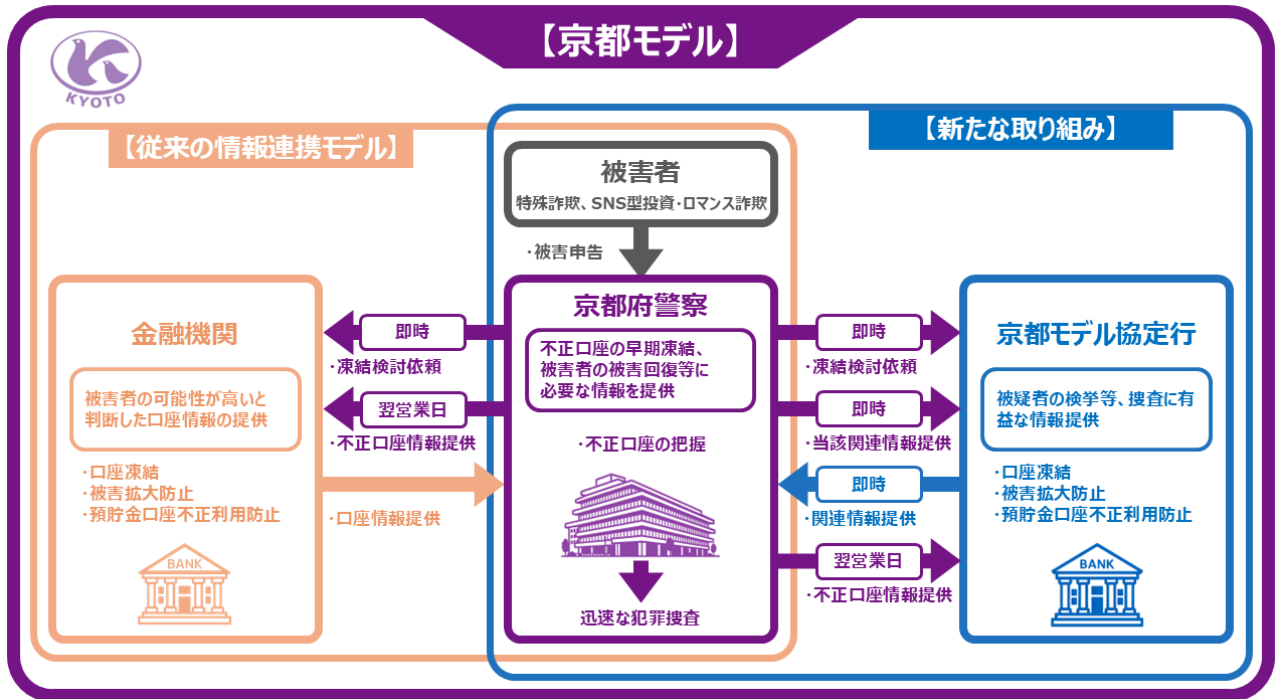 【京都モデル】
KYOTO
【従来の情報連携モデル】
【新たな取り組み】
被害者
特殊詐欺、SNS型投資・ロマンス詐欺
・被害申告
金融機関
被害者の可能性が高いと
判断した口座情報の提供
・口座凍結
・被害拡大防止
・預貯金口座不正利用防止
BANK
即時
・凍結検討依頼
翌営業日
・不正口座情報提供
・口座情報提供
京都府警察
不正口座の早期凍結、
被害者の被害回復等に
必要な情報を提供
・不正口座の把握
迅速な犯罪捜査
即時
・凍結検討依頼
即時
・当該関連情報提供
即時
・関連情報提供
翌営業日
・不正口座情報提供
京都モデル協定行
被疑者の検挙等、捜査に有
益な情報提供
・口座凍結
・被害拡大防止
・預貯金口座不正利用防止
BANK